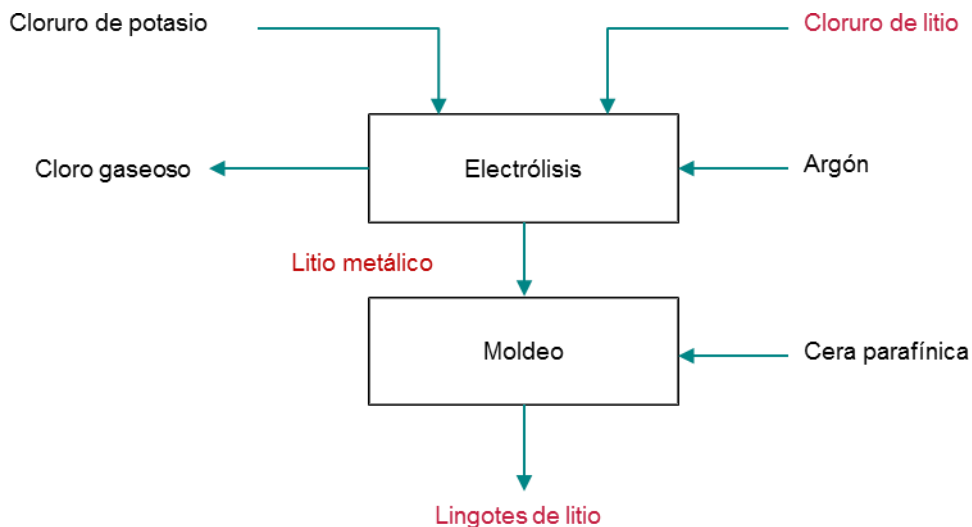 Cloruro de potasio
Cloruro de litio
Electrólisis
Cloro gaseoso
Argón
Litio metálico
Moldeo
Cera parafínica
Lingotes de litio